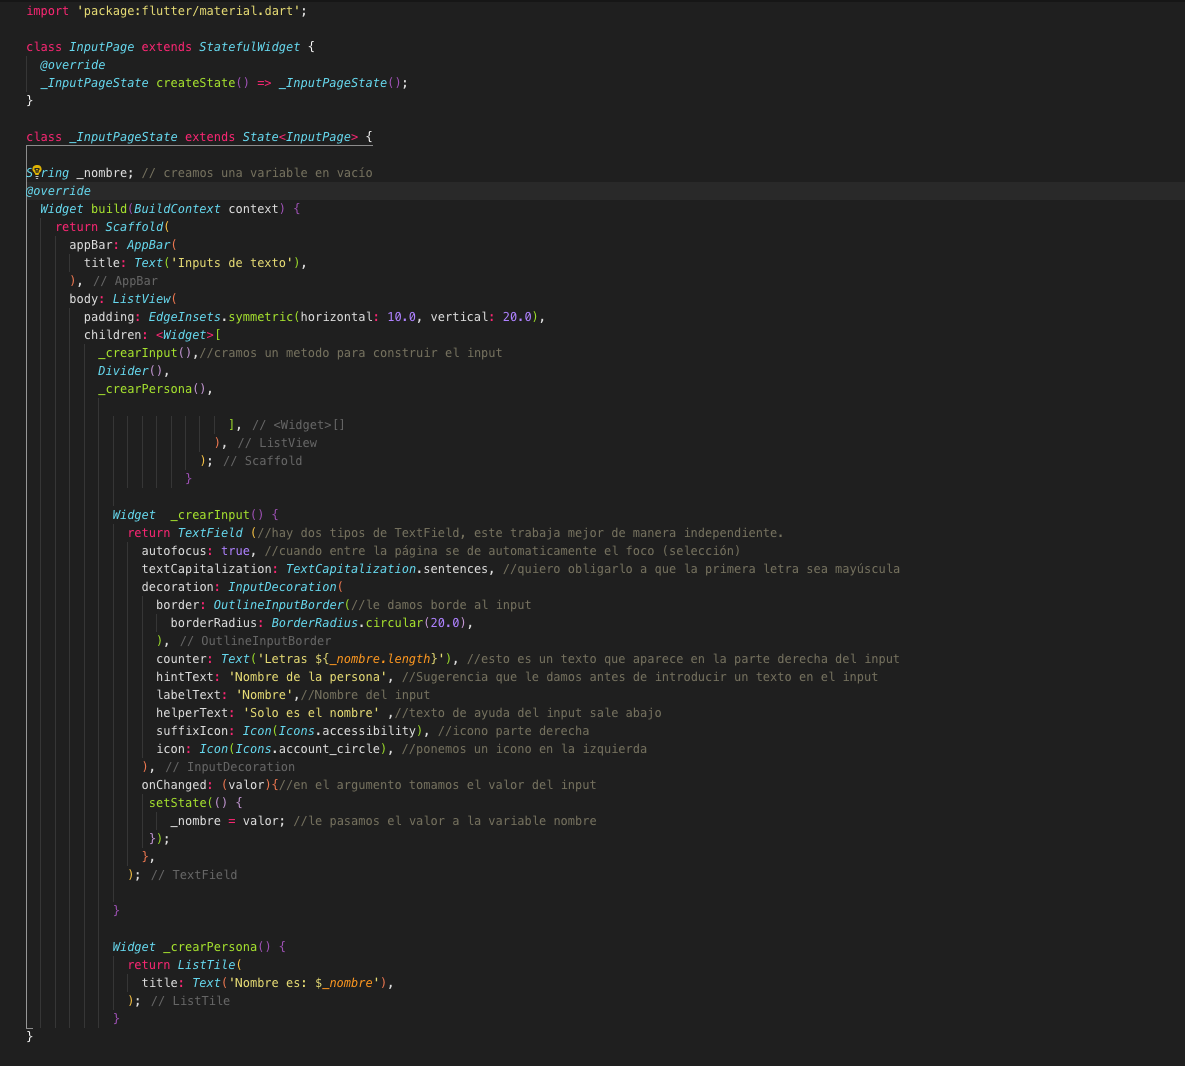 import 'package:flutter/material.dart';
class InputPage extends StatefulWidget {
@override
_InputPageState createState() => _InputPageState();
}
class _InputPageState extends State<InputPage> {
String _nombre; // creamos una variable en vacío
@override
Widget build(BuildContext context) {
return Scaffold(
appBar: AppBar(
title: Text('Inputs de texto'),
), // AppBar
body: ListView(
padding: EdgeInsets.symmetric(horizontal: 10.0, vertical: 20.0),
children: <Widget>[
_crearInput(),//cramos un metodo para construir el input
Divider(),
_crearPersona(),
], // <Widget>[]
), // ListView
); // Scaffold
}
Widget  _crearInput() {
return TextField (//hay dos tipos de TextField, este trabaja mejor de manera independiente.
autofocus: true, //cuando entre la página se de automaticamente el foco (selección)
textCapitalization: TextCapitalization.sentences, //quiero obligarlo a que la primera letra sea mayúscula
decoration: InputDecoration(
border: OutlineInputBorder(//le damos borde al input
borderRadius: BorderRadius.circular(20.0),
), // OutlineInputBorder
counter: Text('Letras ${_nombre.length}'), //esto es un texto que aparece en la parte derecha del input
hintText: 'Nombre de la persona', //Sugerencia que le damos antes de introducir un texto en el input
labelText: 'Nombre',//Nombre del input
helperText: 'Solo es el nombre' ,//texto de ayuda del input sale abajo
suffixIcon: Icon(Icons.accessibility), //icono parte derecha
icon: Icon(Icons.account_circle), //ponemos un icono en la izquierda
), // InputDecoration
onChanged: (valor){//en el argumento tomamos el valor del input
setState(() {
_nombre = valor; //le pasamos el valor a la variable nombre
});
},
); // TextField
}
Widget _crearPersona() {
return ListTile(
title: Text('Nombre es: $_nombre'),
); // ListTile
}
}